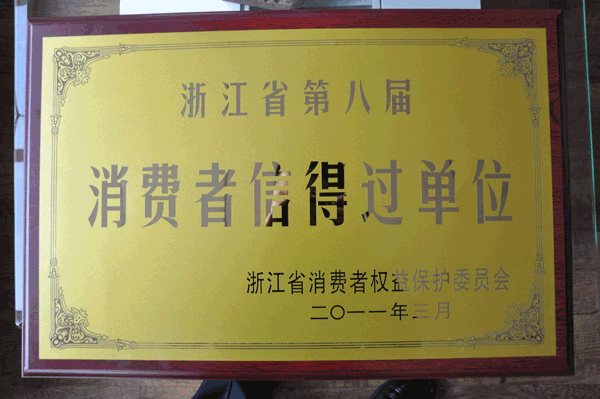 浙江省第八届
消费者信得过单位
浙江省消费者权益保护委员会
二〇一一年三月